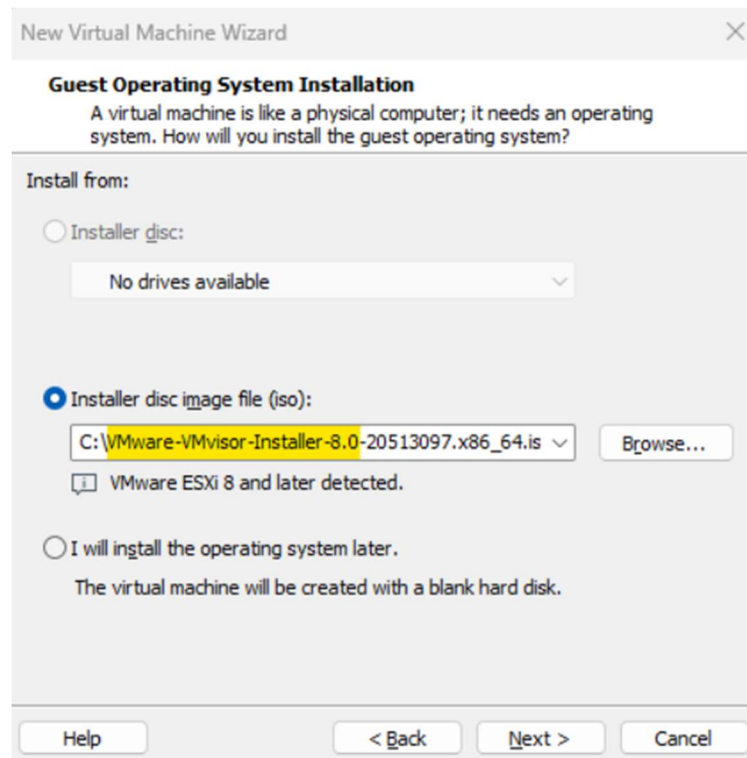 New Virtual Machine Wizard
Guest Operating System Installation
A virtual machine is like a physical computer; it needs an operating
system. How will you install the guest operating system?
Install from:
Installer disc:
No drives available
Installer disc image file (iso):
C:\VMware-VMvisor-Installer-8.0-20513097.x86_64.is
Browse...
VMware ESXi 8 and later detected.
I will install the operating system later.
The virtual machine will be created with a blank hard disk.
Help
< Back
Next >
Cancel